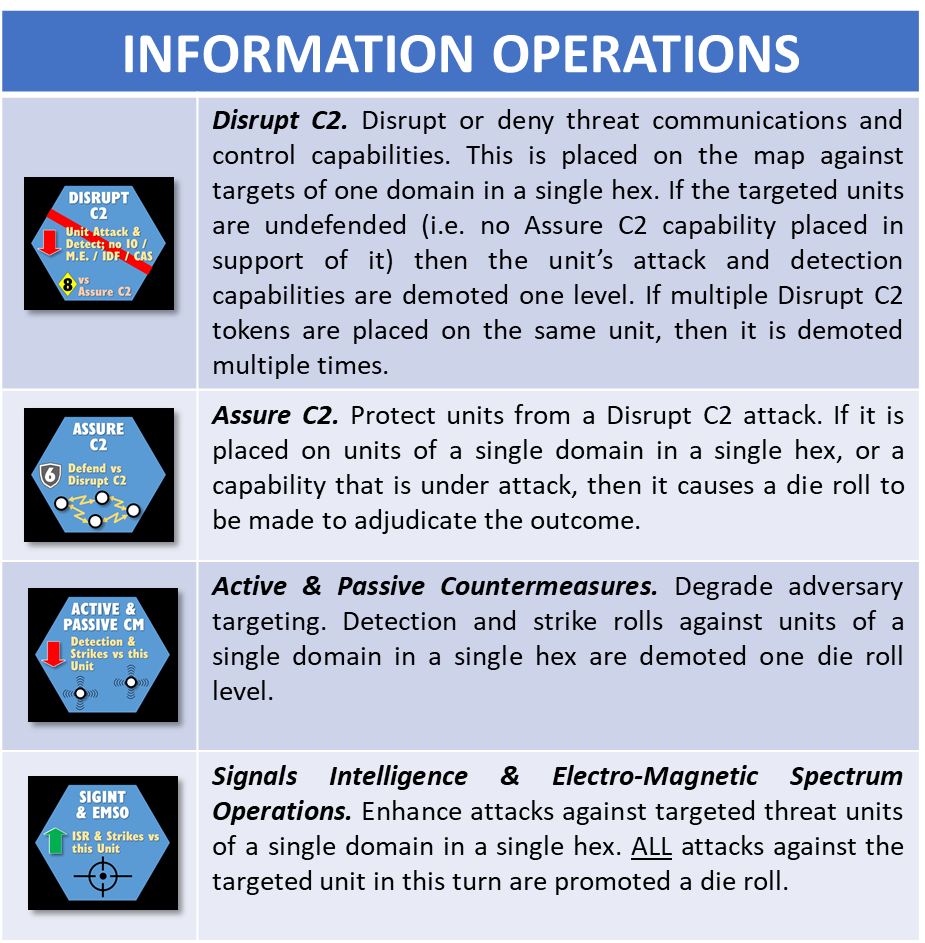 INFORMATION OPERATIONS
DISRUPT
C2
Unit Attack &
Detect; no IO /
M.E. / IDF / CAS
8 vs
Assure C2
Disrupt C2. Disrupt or deny threat communications and
control capabilities. This is placed on the map against
targets of one domain in a single hex. If the targeted units
are undefended (i.e. no Assure C2 capability placed in
support of it) then the unit’s attack and detection
capabilities are demoted one level. If multiple Disrupt C2
tokens are placed on the same unit, then it is demoted
multiple times.
ASSURE
C2
6 Defend vs
Disrupt C2
Assure C2. Protect units from a Disrupt C2 attack. If it is
placed on units of a single domain in a single hex, or a
capability that is under attack, then it causes a die roll to
be made to adjudicate the outcome.
ACTIVE &
PASSIVE CM
Detection &
Strikes vs this
Unit
Active & Passive Countermeasures. Degrade adversary
targeting. Detection and strike rolls against units of a
single domain in a single hex are demoted one die roll
level.
SIGINT
& EMSO
ISR & Strikes vs
this Unit
Signals Intelligence & Electro-Magnetic Spectrum
Operations. Enhance attacks against targeted threat units
of a single domain in a single hex. ALL attacks against the
targeted unit in this turn are promoted a die roll.